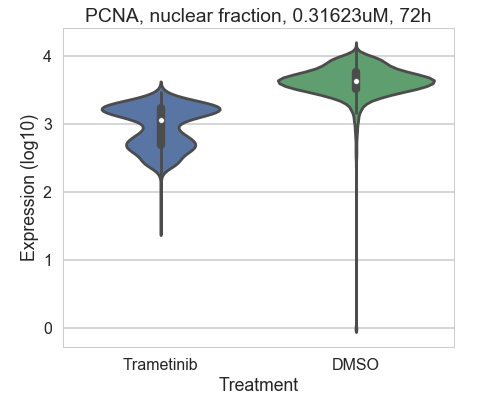 PCNA, nuclear fraction, 0.31623uM, 72h
Expression (log10)
4
3
2
1
0
Trametinib
DMSO
Treatment